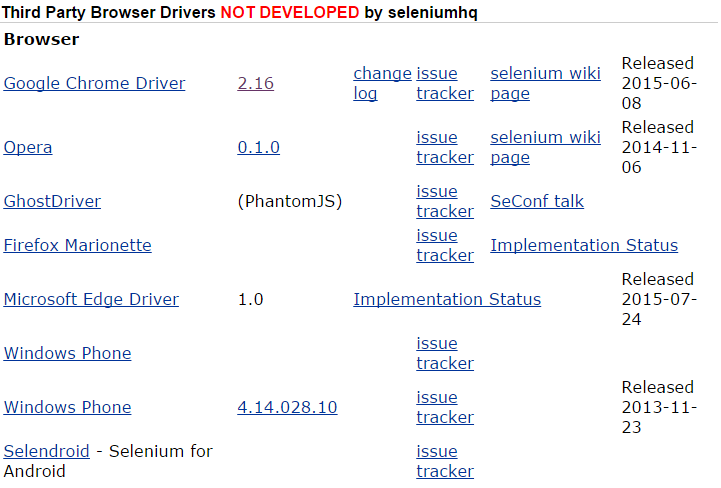 Third Party Browser Drivers NOT DEVELOPED by seleniumhq
Browser
Google Chrome Driver 2.16 change log issue tracker selenium wiki page Released 2015-06-08
Opera 0.1.0 issue tracker selenium wiki page Released 2014-11-06
GhostDriver (PhantomJS) issue tracker SeConf talk
Firefox Marionette issue tracker Implementation Status
Microsoft Edge Driver 1.0 Implementation Status Released 2015-07-24
Windows Phone issue tracker
Windows Phone 4.14.028.10 issue tracker Released 2013-11-23
Selendroid - Selenium for Android issue tracker